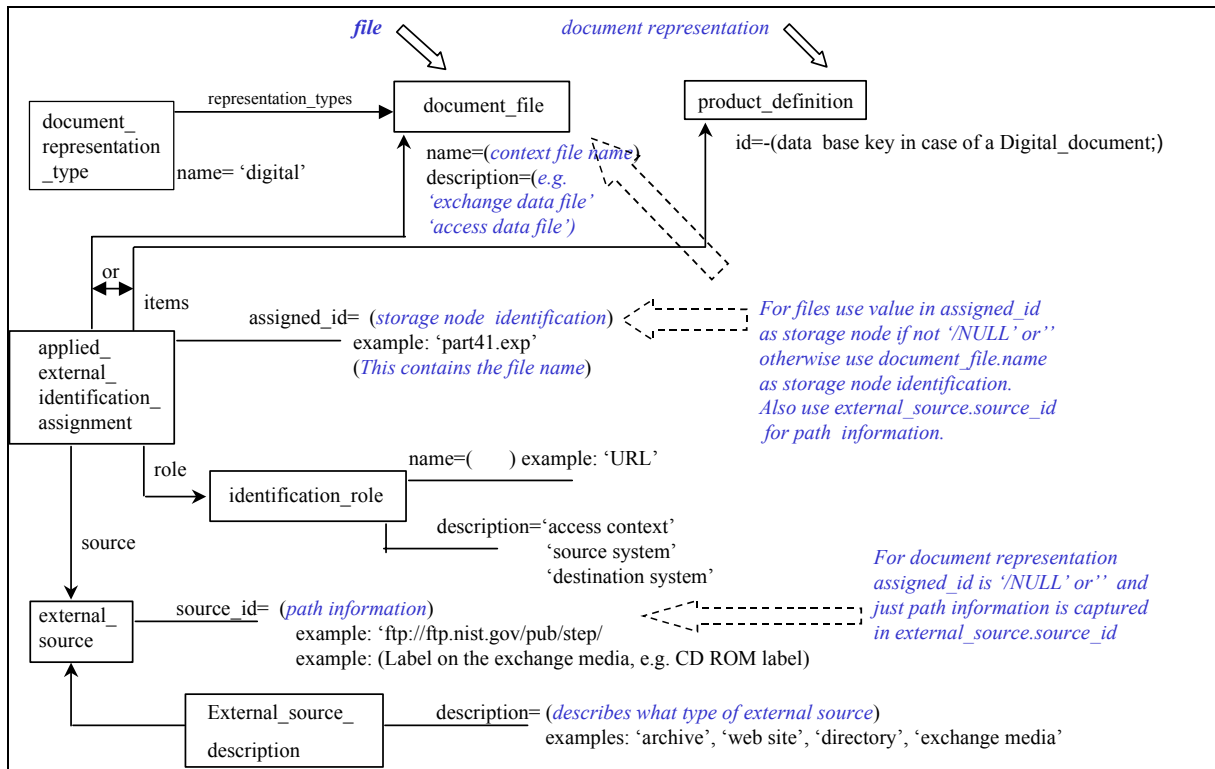 file
document representation
document_
representation
_type
name= ‘digital’
representation_types
document_file
name=(context file name)
description=(e.g.
‘exchange data file’
‘access data file’)
product_definition
id=-(data base key in case of a Digital_document;)
or
items
applied_
external_
identification_
assignment
assigned_id= (storage node identification)
example: ‘part41.exp’
(This contains the file name)
For files use value in assigned_id
as storage node if not ‘/NULL’ or’’
otherwise use document_file.name
as storage node identification.
Also use external_source.source_id
for path information.
role
identification_role
name=( ) example: ‘URL’
description=‘access context’
‘source system’
‘destination system’
source
For document representation
assigned_id is ‘/NULL’ or’’ and
just path information is captured
in external_source.source_id
external_
source
source_id= (path information)
example: ‘ftp://ftp.nist.gov/pub/step/
example: (Label on the exchange media, e.g. CD ROM label)
External_source_
description
description= (describes what type of external source)
examples: ‘archive’, ‘web site’, ‘directory’, ‘exchange media’